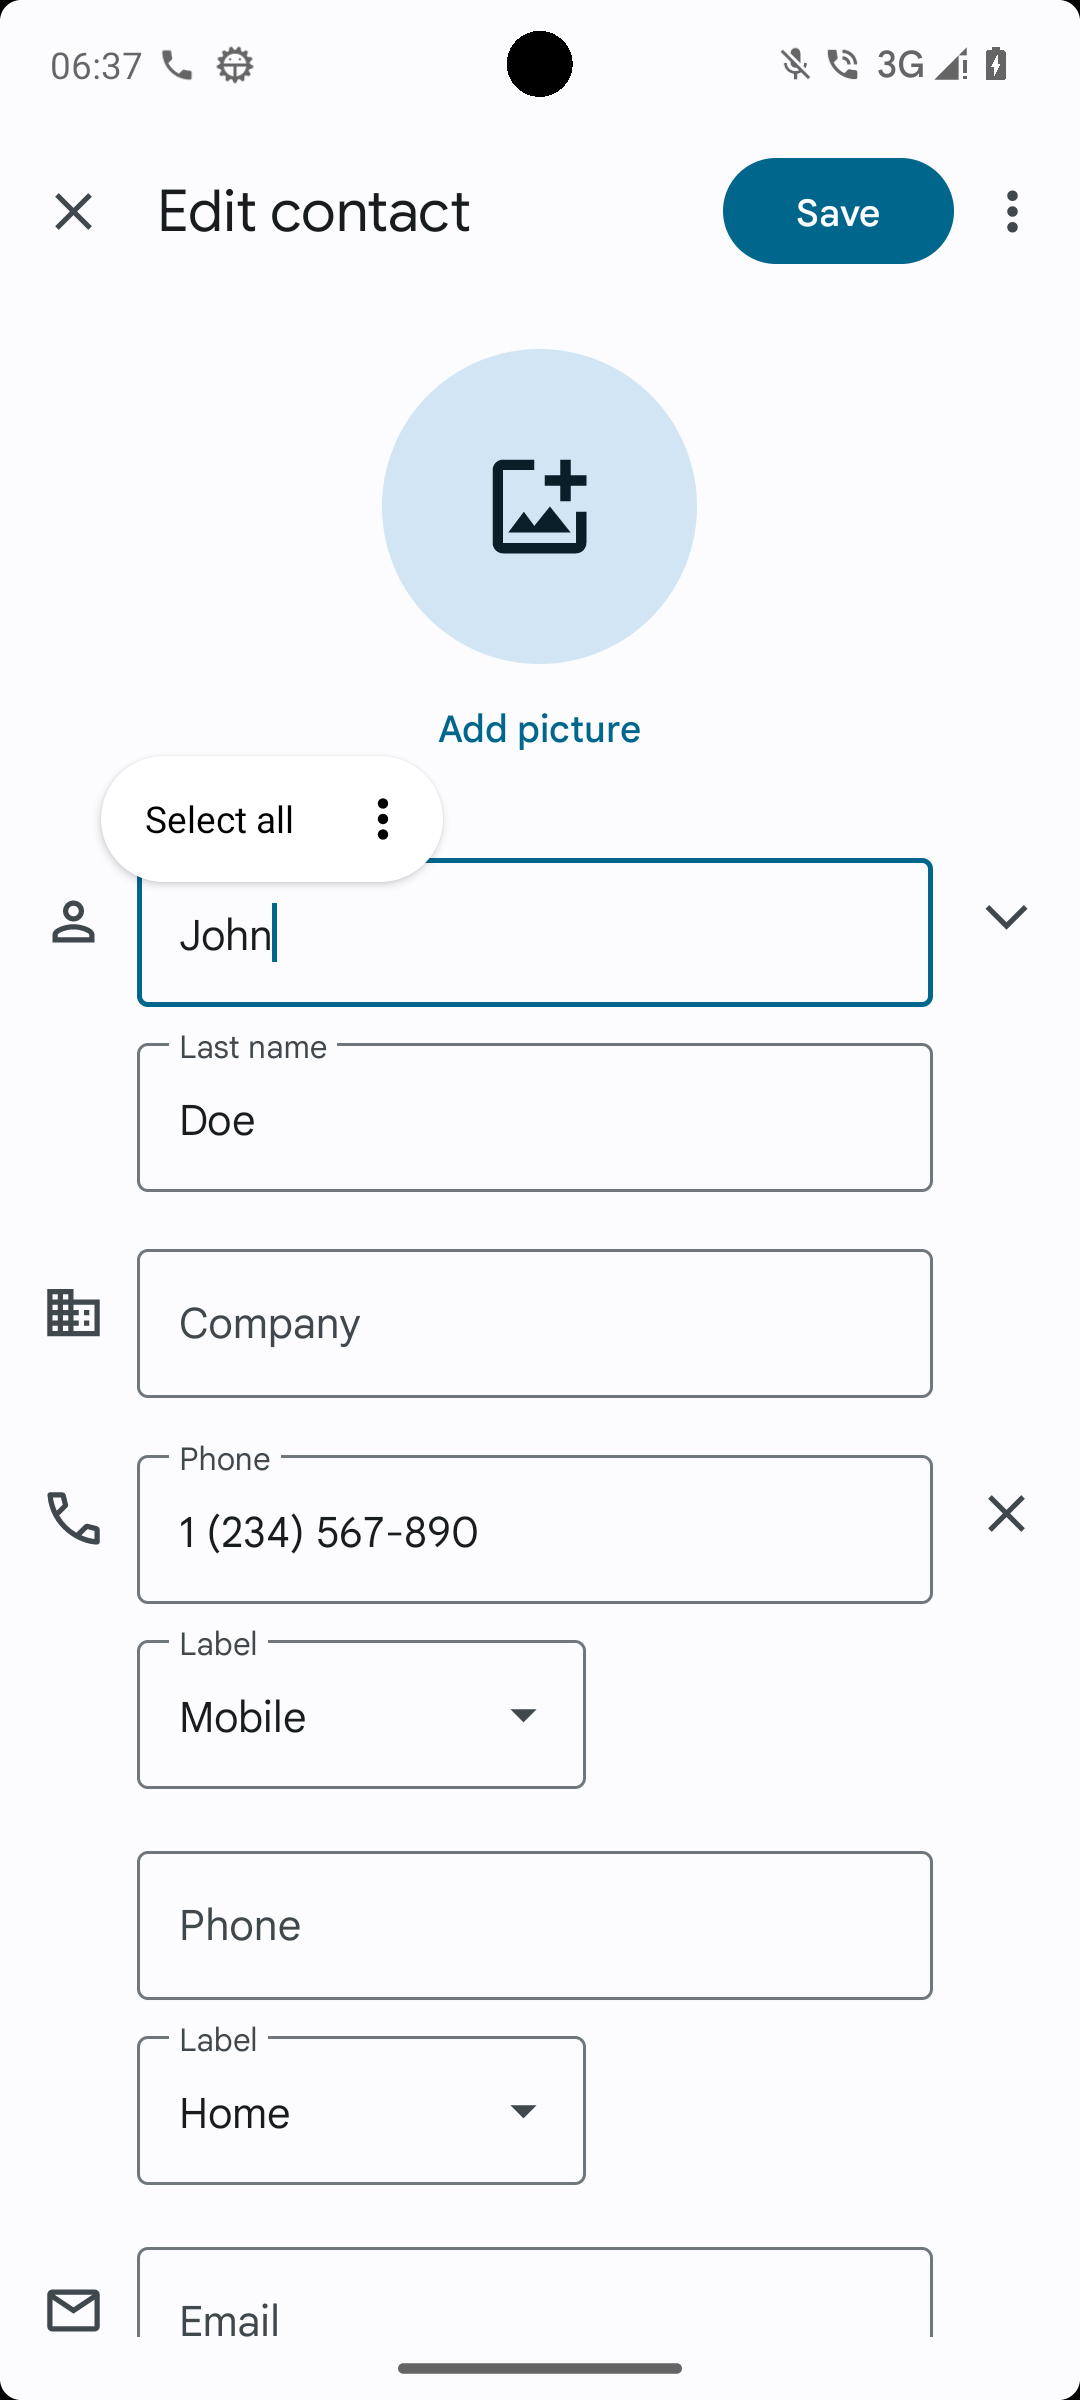 06:37
3G
Edit contact
Save
Add picture
Select all
John
Last name
Doe
Company
Phone
1 (234) 567-890
Label
Mobile
Phone
Label
Home
Email